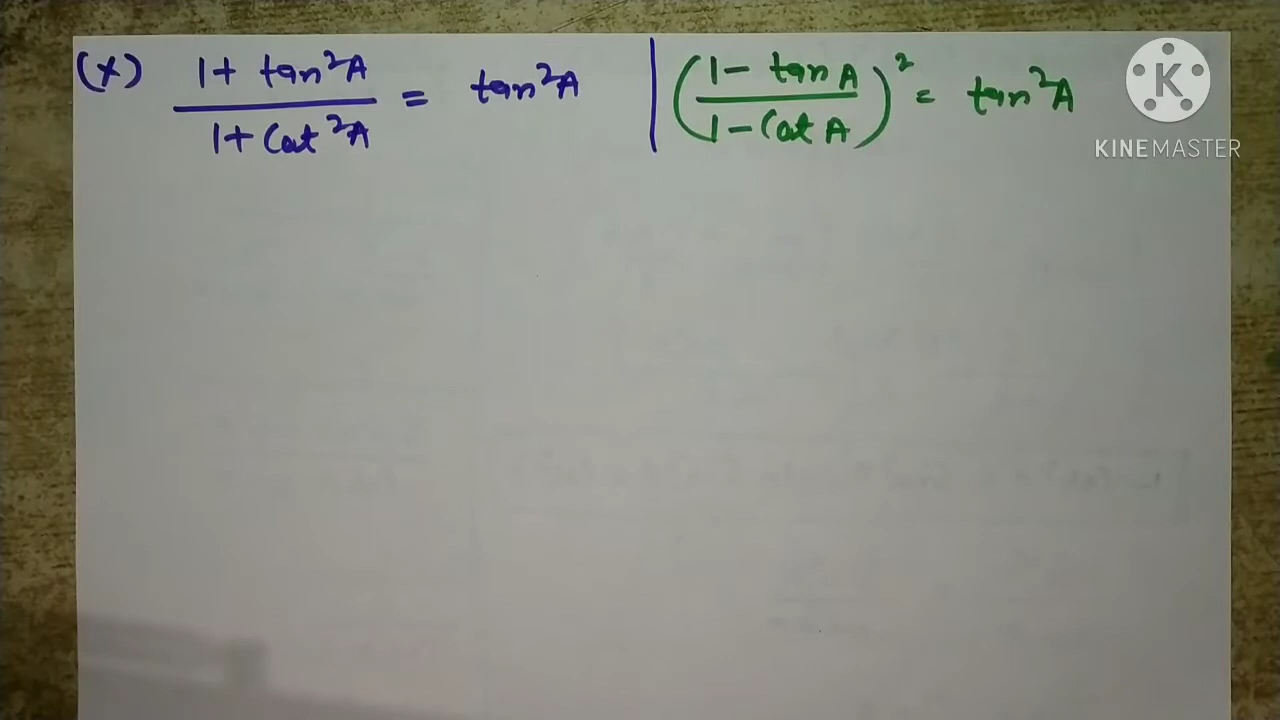 (x) 1 + tan²A / 1 + Cot²A = tan²A | (1 - tan A / 1 - Cot A)² = tan²A
K
KINEMASTER